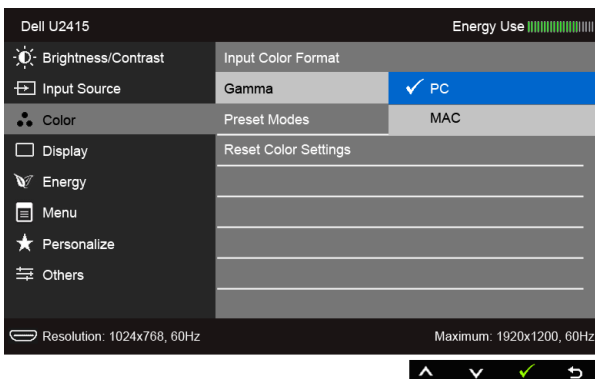 Dell U2415 Energy Use
Brightness/Contrast Input Color Format
Input Source Gamma PC
Color Preset Modes MAC
Display Reset Color Settings
Energy
Menu
Personalize
Others
Resolution: 1024x768, 60Hz Maximum: 1920x1200, 60Hz